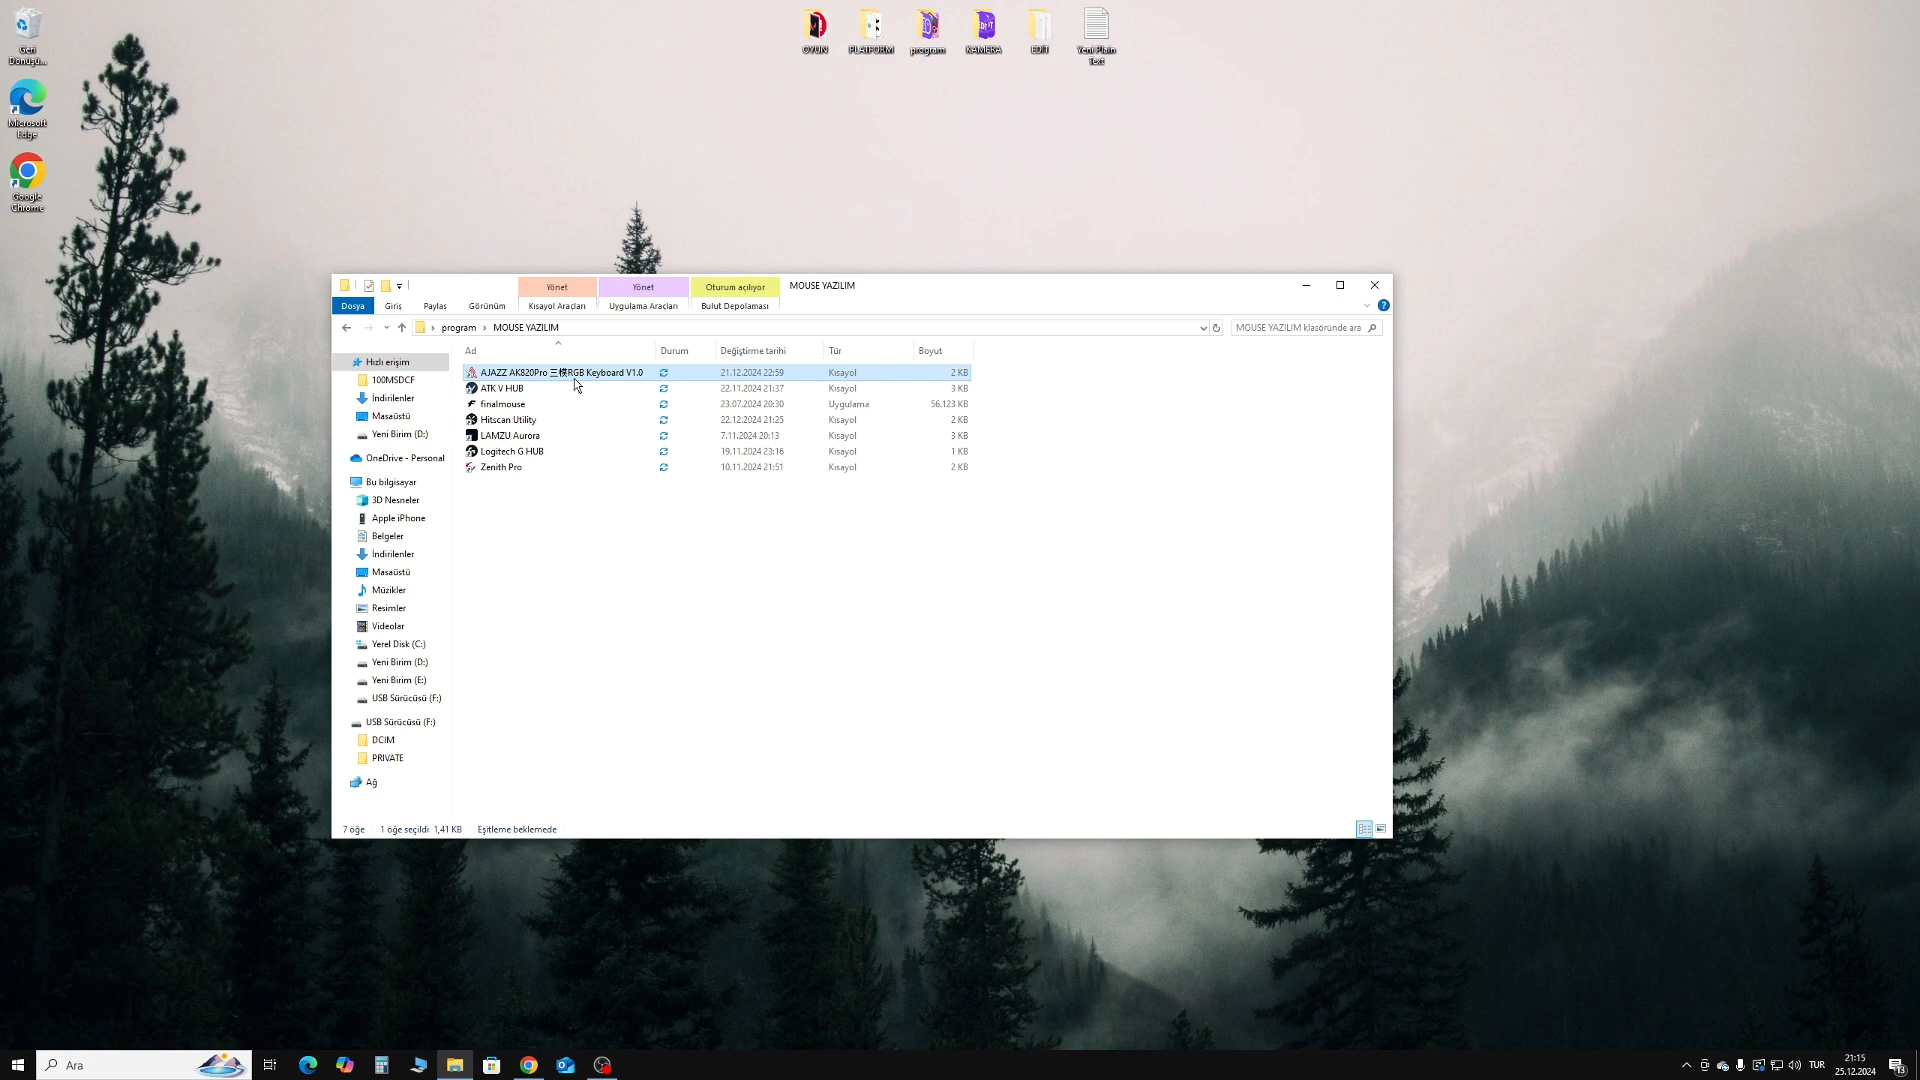 Geri
Dönüşü...
Microsoft
Edge
Google
Chrome
OYUN
PLATFORM
program
KAMERA
EDİT
Yeni Plain
Text
Yönet
Yönet
Oturum açılıyor
MOUSE YAZILIM
Dosya
Giriş
Paylaş
Görünüm
Kısayol Araçları
Uygulama Araçları
Bulut Depolaması
program
MOUSE YAZILIM
MOUSE YAZILIM klasöründe ara
Ad
Durum
Değiştirme tarihi
Tür
Boyut
AJAZZ AK820Pro 三模RGB Keyboard V1.0
21.12.2024 22:59
Kısayol
2 KB
ATK V HUB
22.11.2024 21:37
Kısayol
3 KB
finalmouse
23.07.2024 20:30
Uygulama
56.123 KB
Hitscan Utility
22.12.2024 21:25
Kısayol
2 KB
LAMZU Aurora
7.11.2024 20:13
Kısayol
3 KB
Logitech G HUB
19.11.2024 23:16
Kısayol
1 KB
Zenith Pro
10.11.2024 21:51
Kısayol
2 KB
Hızlı erişim
100MSDCF
İndirilenler
Masaüstü
Yeni Birim (D:)
OneDrive - Personal
Bu bilgisayar
3D Nesneler
Apple iPhone
Belgeler
İndirilenler
Masaüstü
Müzikler
Resimler
Videolar
Yerel Disk (C:)
Yeni Birim (D:)
Yeni Birim (E:)
USB Sürücüsü (F:)
USB Sürücüsü (F:)
DCIM
PRIVATE
Ağ
7 öğe
1 öğe seçildi 1,41 KB
Eşitleme beklemede
Ara
TUR
21:15
25.12.2024
13